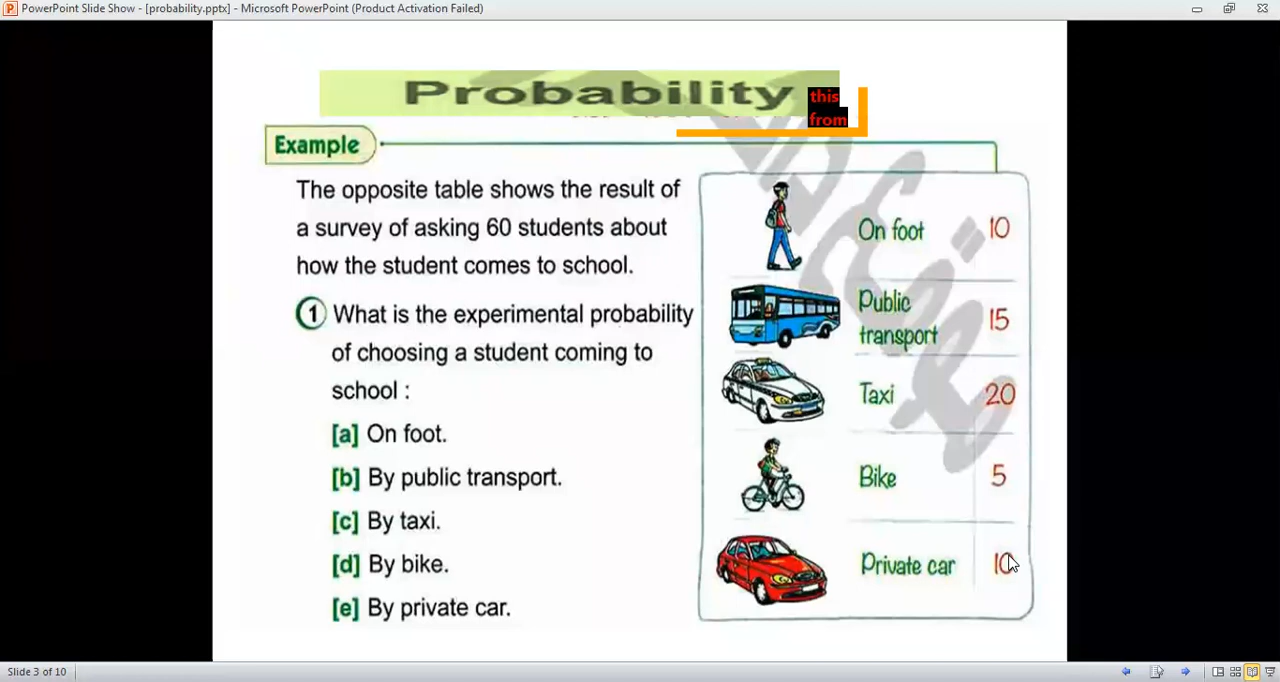 PowerPoint Slide Show - [probability.pptx] - Microsoft PowerPoint (Product Activation Failed)
Probability
this
from
Example
The opposite table shows the result of
a survey of asking 60 students about
how the student comes to school.
1 What is the experimental probability
of choosing a student coming to
school :
[a] On foot.
[b] By public transport.
[c] By taxi.
[d] By bike.
[e] By private car.
On foot 10
Public
transport 15
Taxi 20
Bike 5
Private car 10
Slide 3 of 10